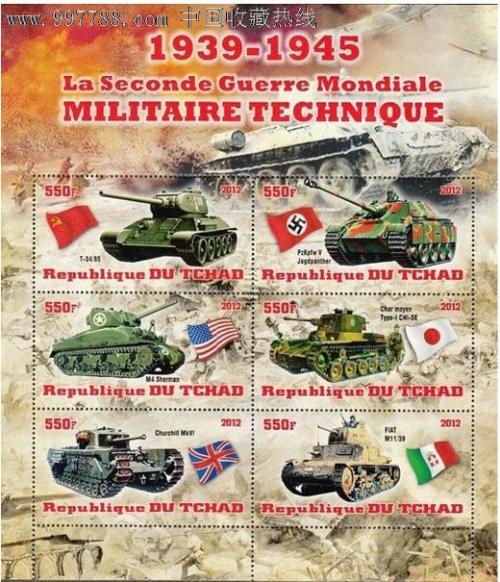 www.997788.com 中国收藏热线
1939-1945
La Seconde Guerre Mondiale
MILITAIRE TECHNIQUE
550F
2012
T-34/85
Republique DU TCHAD
550F
2012
PzKpfw V
Jagdpanther
Republique DU TCHAD
550F
2012
M4 Sherman
Republique DU TCHAD
550F
2012
Char moyen
Type-I CHI-SE
Republique DU TCHAD
550F
2012
Churchill MkVI
Republique DU TCHAD
550F
2012
FIAT
M11/39
Republique DU TCHAD